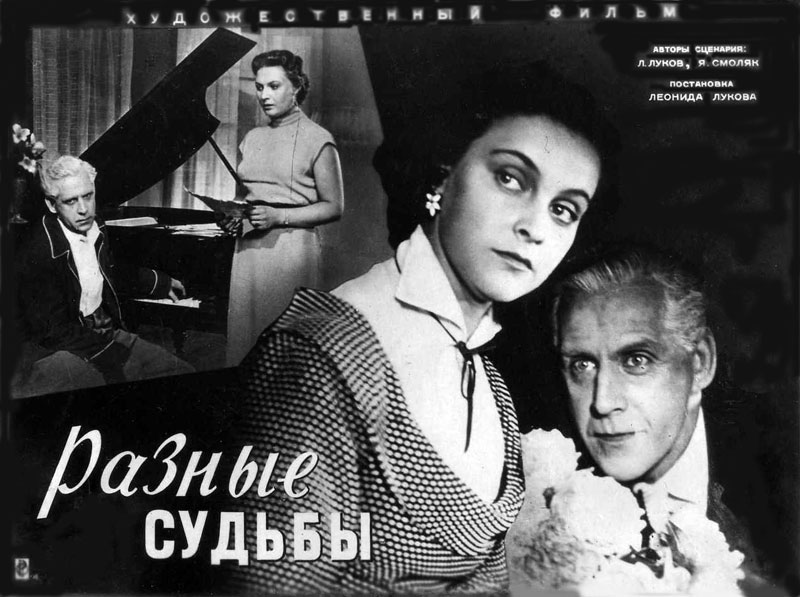 ХУДОЖЕСТВЕННЫЙ ФИЛЬМ
АВТОРЫ СЦЕНАРИЯ:
Л.ЛУКОВ, Я.СМОЛЯК
ПОСТАНОВКА
ЛЕОНИДА ЛУКОВА
Разные
СУДЬБЫ